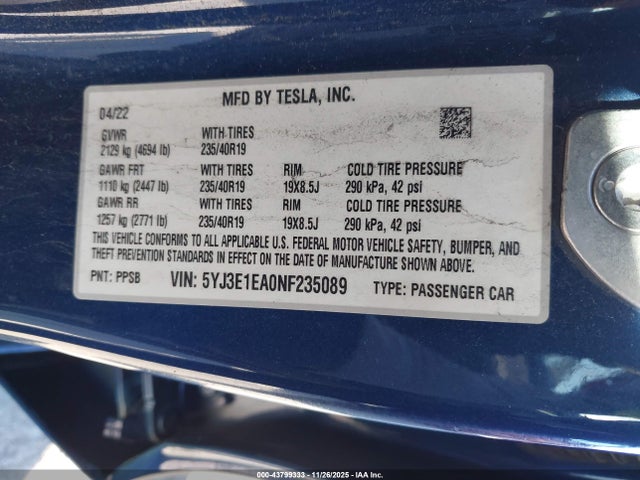 MFD BY TESLA, INC.
04/22
GVWR WITH TIRES
2129 kg (4694 lb) 235/40R19
GAWR FRT WITH TIRES RIM COLD TIRE PRESSURE
1110 kg (2447 lb) 235/40R19 19X8.5J 290 kPa, 42 psi
GAWR RR WITH TIRES RIM COLD TIRE PRESSURE
1257 kg (2771 lb) 235/40R19 19X8.5J 290 kPa, 42 psi
THIS VEHICLE CONFORMS TO ALL APPLICABLE U.S. FEDERAL MOTOR VEHICLE SAFETY, BUMPER, AND
THEFT PREVENTION STANDARDS IN EFFECT ON THE DATE OF MANUFACTURE SHOWN ABOVE.
PNT: PPSB VIN: 5YJ3E1EA0NF235089 TYPE: PASSENGER CAR
000-43799333 - 11/26/2025 - IAA Inc.